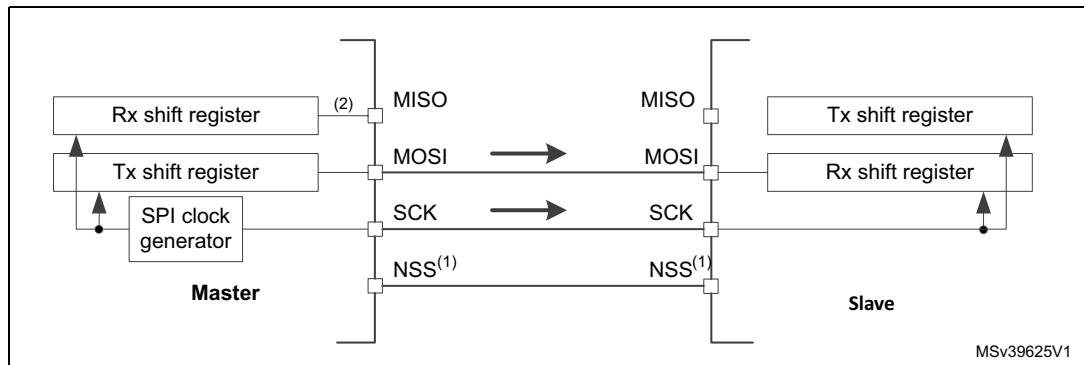 MISO
MISO
Rx shift register
(2)
Tx shift register
MOSI
MOSI
Tx shift register
Rx shift register
SCK
SCK
SPI clock
generator
NSS(1)
NSS(1)
Master
Slave
MSv39625V1